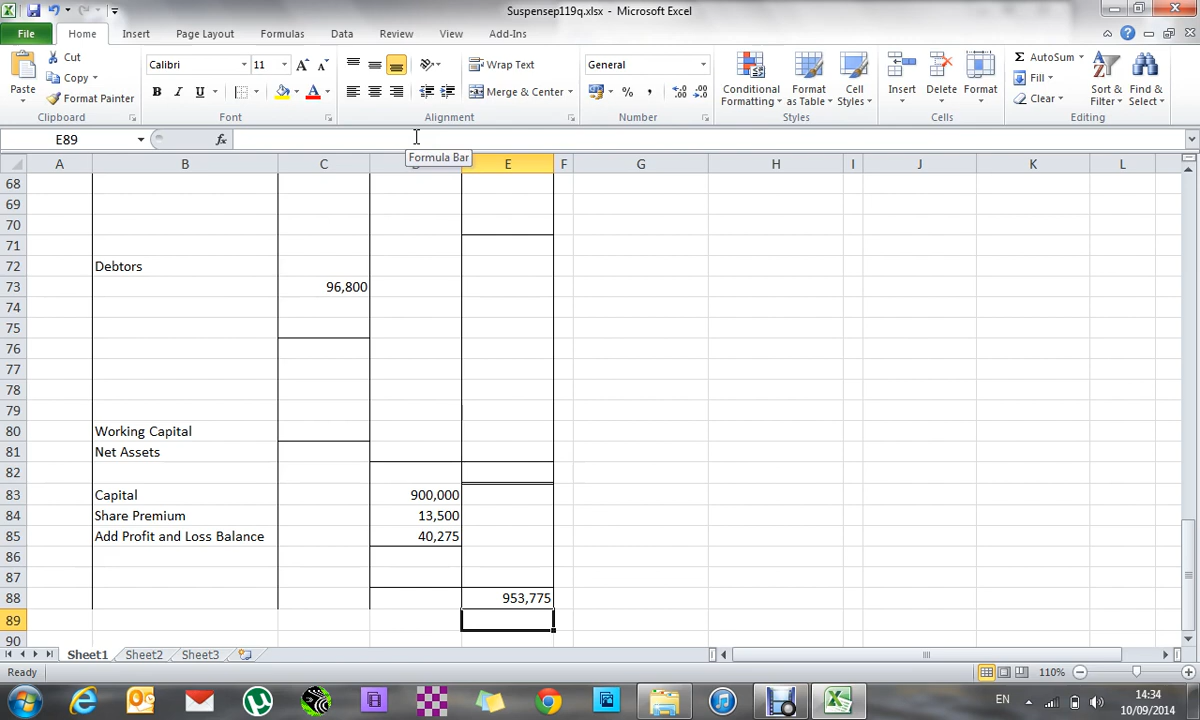 Suspensep119q.xlsx - Microsoft Excel
File Home Insert Page Layout Formulas Data Review View Add-Ins
Paste
Cut
Copy
Format Painter
Clipboard
Calibri 11
B I U
Font
Wrap Text
Merge & Center
Alignment
General
% ,
Number
Conditional Formatting
Format as Table
Cell Styles
Styles
Insert
Delete
Format
Cells
AutoSum
Fill
Clear
Sort & Filter
Find & Select
Editing
E89 fx
Formula Bar
A B C D E F G H I J K L
68
69
70
71
72 Debtors
73 96,800
74
75
76
77
78
79
80 Working Capital
81 Net Assets
82
83 Capital 900,000
84 Share Premium 13,500
85 Add Profit and Loss Balance 40,275
86
87
88 953,775
89
90
Sheet1 Sheet2 Sheet3
Ready 110%
EN 14:34
10/09/2014